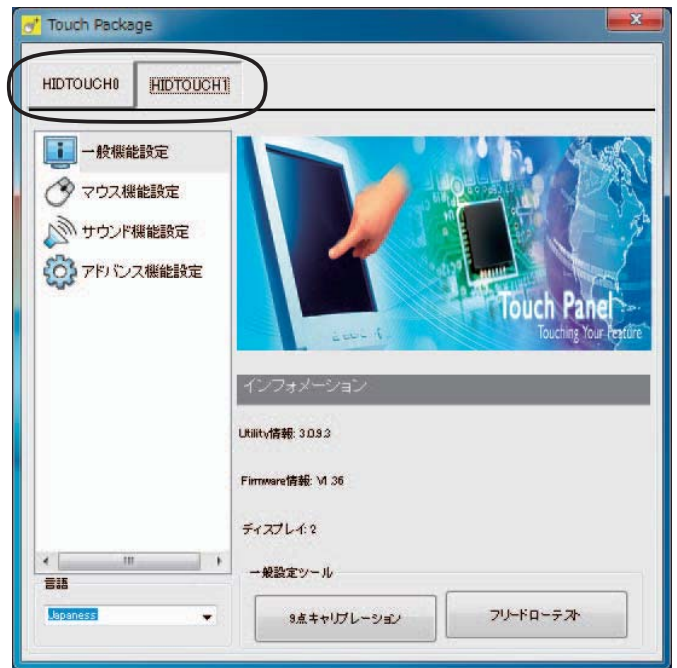 Touch Package
HIDTOUCH0 HIDTOUCH1
一般機能設定
マウス機能設定
サウンド機能設定
アドバンス機能設定
Touch Panel
Touching Your Feature
インフォメーション
Utility情報: 3.0.9.3
Firmware情報: V1.36
ディスプレイ: 2
一般設定ツール
9点キャリブレーション フリードローテスト
言語
Japaness